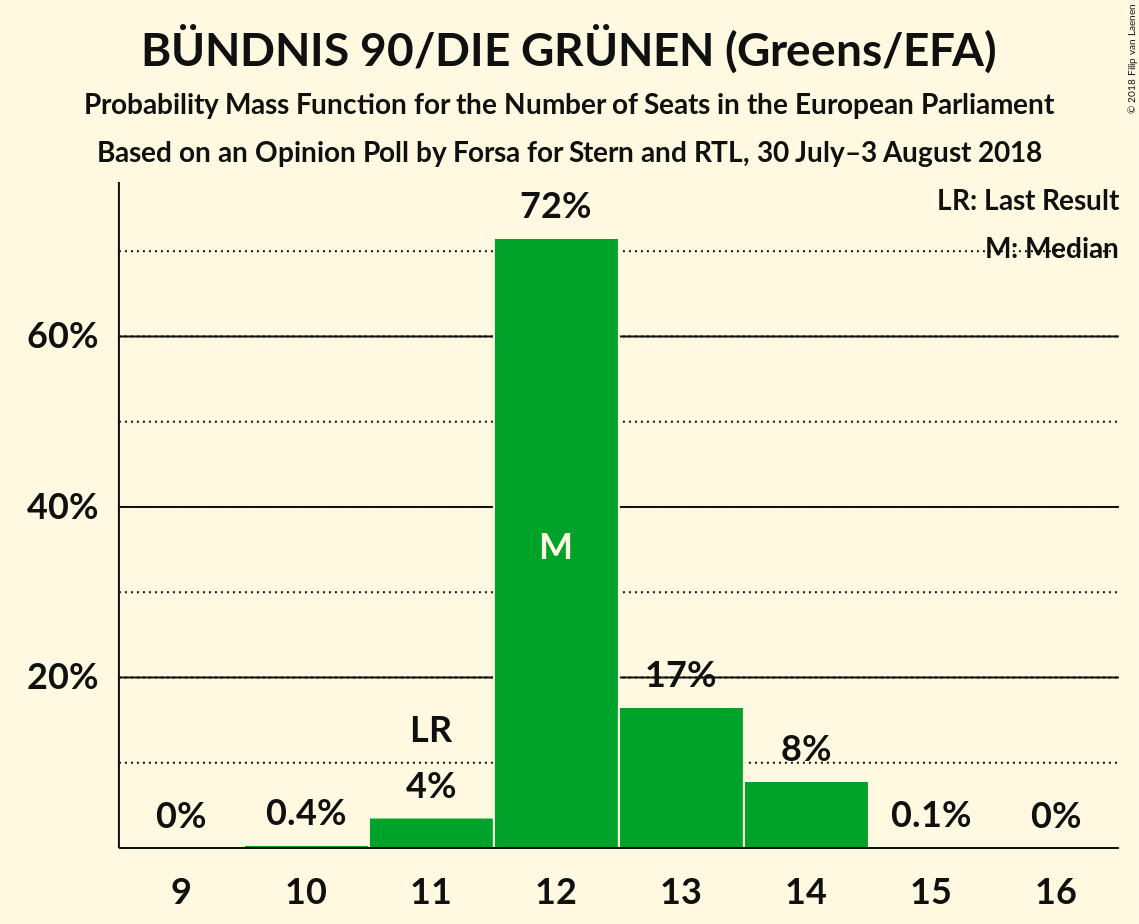 BÜNDNIS 90/DIE GRÜNEN (Greens/EFA)
Probability Mass Function for the Number of Seats in the European Parliament
Based on an Opinion Poll by Forsa for Stern and RTL, 30 July–3 August 2018
© 2018 Filip van Laenen
LR: Last Result
M: Median
72%
60%
40%
M
20%
17%
LR
8%
4%
0%
0.4%
0.1%
0%
9 10 11 12 13 14 15 16